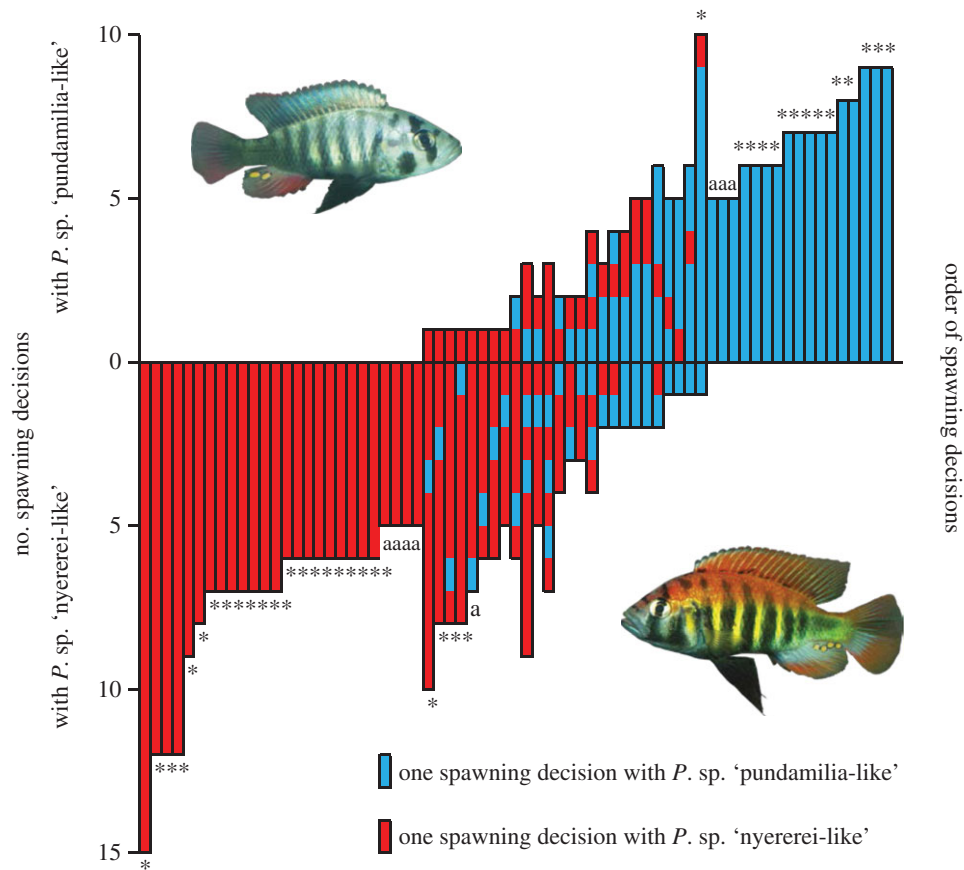 10
5
0
5
10
15
no. spawning decisions
with P. sp. ‘pundamilia-like’
with P. sp. ‘nyererei-like’
order of spawning decisions
*
***
**
*****
****
aaa
*
***
*
*
*******
*********
aaaa
*
***
a
one spawning decision with P. sp. ‘pundamilia-like’
one spawning decision with P. sp. ‘nyererei-like’